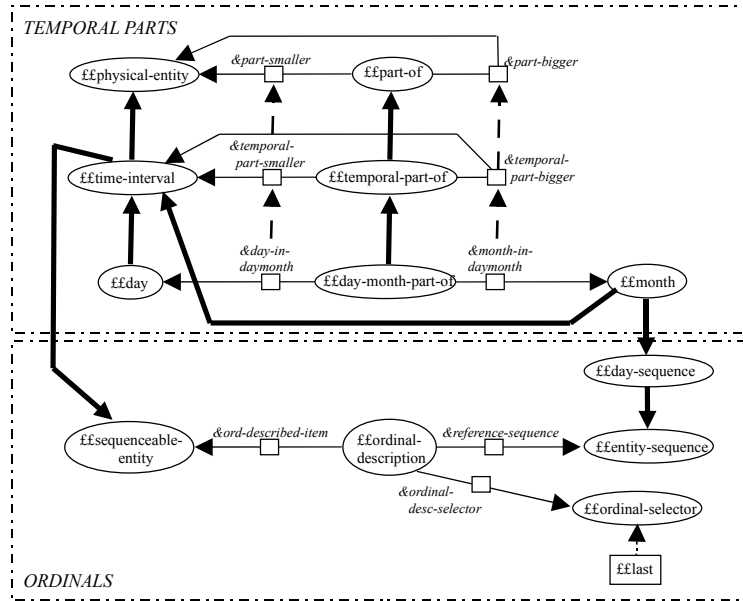 TEMPORAL PARTS
&part-smaller
&part-bigger
££physical-entity
££part-of
&temporal-
part-smaller
&temporal-
part-bigger
££time-interval
££temporal-part-of
&day-in-
daymonth
&month-in-
daymonth
££day
££day-month-part-of
££month
££day-sequence
&ord-described-item
&reference-sequence
££sequenceable-
entity
££ordinal-
description
££entity-sequence
&ordinal-
desc-selector
££ordinal-selector
££last
ORDINALS